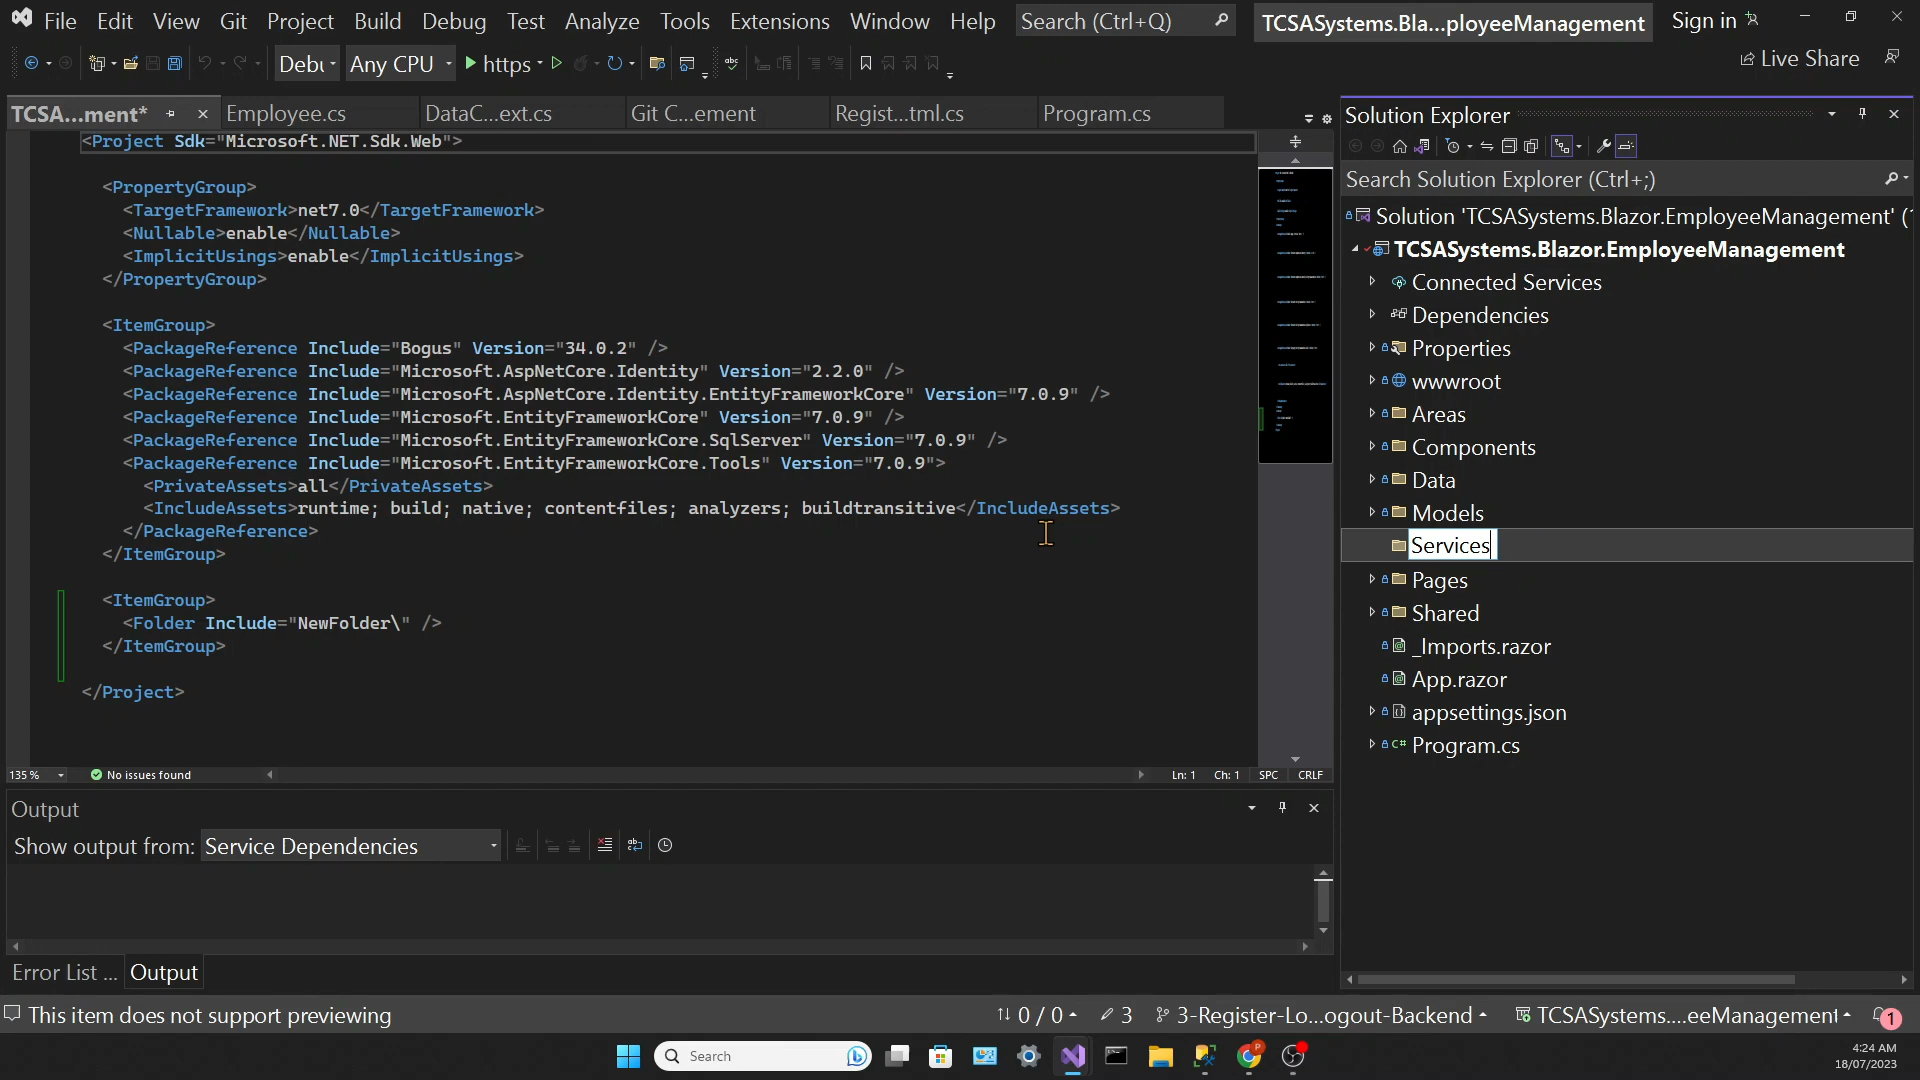 File Edit View Git Project Build Debug Test Analyze Tools Extensions Window Help Search (Ctrl+Q) TCSASystems.Bla...ployeeManagement Sign in
Debu Any CPU https Live Share
TCSA...ment* Employee.cs DataC...ext.cs Git C...ement Regist...tml.cs Program.cs
<Project Sdk="Microsoft.NET.Sdk.Web">
<PropertyGroup>
<TargetFramework>net7.0</TargetFramework>
<Nullable>enable</Nullable>
<ImplicitUsings>enable</ImplicitUsings>
</PropertyGroup>
<ItemGroup>
<PackageReference Include="Bogus" Version="34.0.2" />
<PackageReference Include="Microsoft.AspNetCore.Identity" Version="2.2.0" />
<PackageReference Include="Microsoft.AspNetCore.Identity.EntityFrameworkCore" Version="7.0.9" />
<PackageReference Include="Microsoft.EntityFrameworkCore" Version="7.0.9" />
<PackageReference Include="Microsoft.EntityFrameworkCore.SqlServer" Version="7.0.9" />
<PackageReference Include="Microsoft.EntityFrameworkCore.Tools" Version="7.0.9">
<PrivateAssets>all</PrivateAssets>
<IncludeAssets>runtime; build; native; contentfiles; analyzers; buildtransitive</IncludeAssets>
</PackageReference>
</ItemGroup>
<ItemGroup>
<Folder Include="NewFolder\" />
</ItemGroup>
</Project>
135 % No issues found Ln: 1 Ch: 1 SPC CRLF
Output
Show output from: Service Dependencies
Error List ... Output
Solution Explorer
Search Solution Explorer (Ctrl+;)
Solution 'TCSASystems.Blazor.EmployeeManagement' (
TCSASystems.Blazor.EmployeeManagement
Connected Services
Dependencies
Properties
wwwroot
Areas
Components
Data
Models
Services
Pages
Shared
_Imports.razor
App.razor
appsettings.json
Program.cs
This item does not support previewing 0 / 0 3 3-Register-Lo...ogout-Backend TCSASystems....eeManagement 1
Search
4:24 AM
18/07/2023